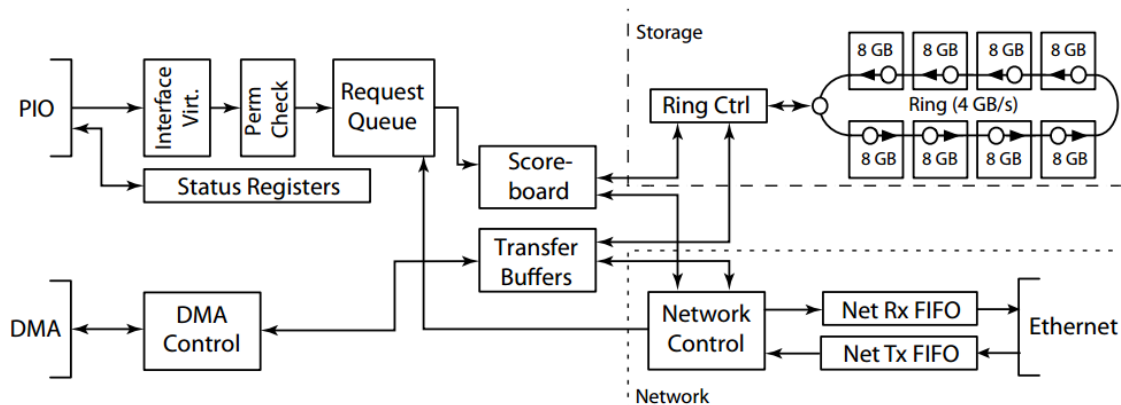 Storage
8 GB
8 GB
8 GB
8 GB
Ring (4 GB/s)
8 GB
8 GB
8 GB
8 GB
Ring Ctrl
PIO
Interface
Virt.
Perm
Check
Request
Queue
Status Registers
Score-
board
Transfer
Buffers
DMA
DMA
Control
Network
Control
Net Rx FIFO
Net Tx FIFO
Ethernet
Network